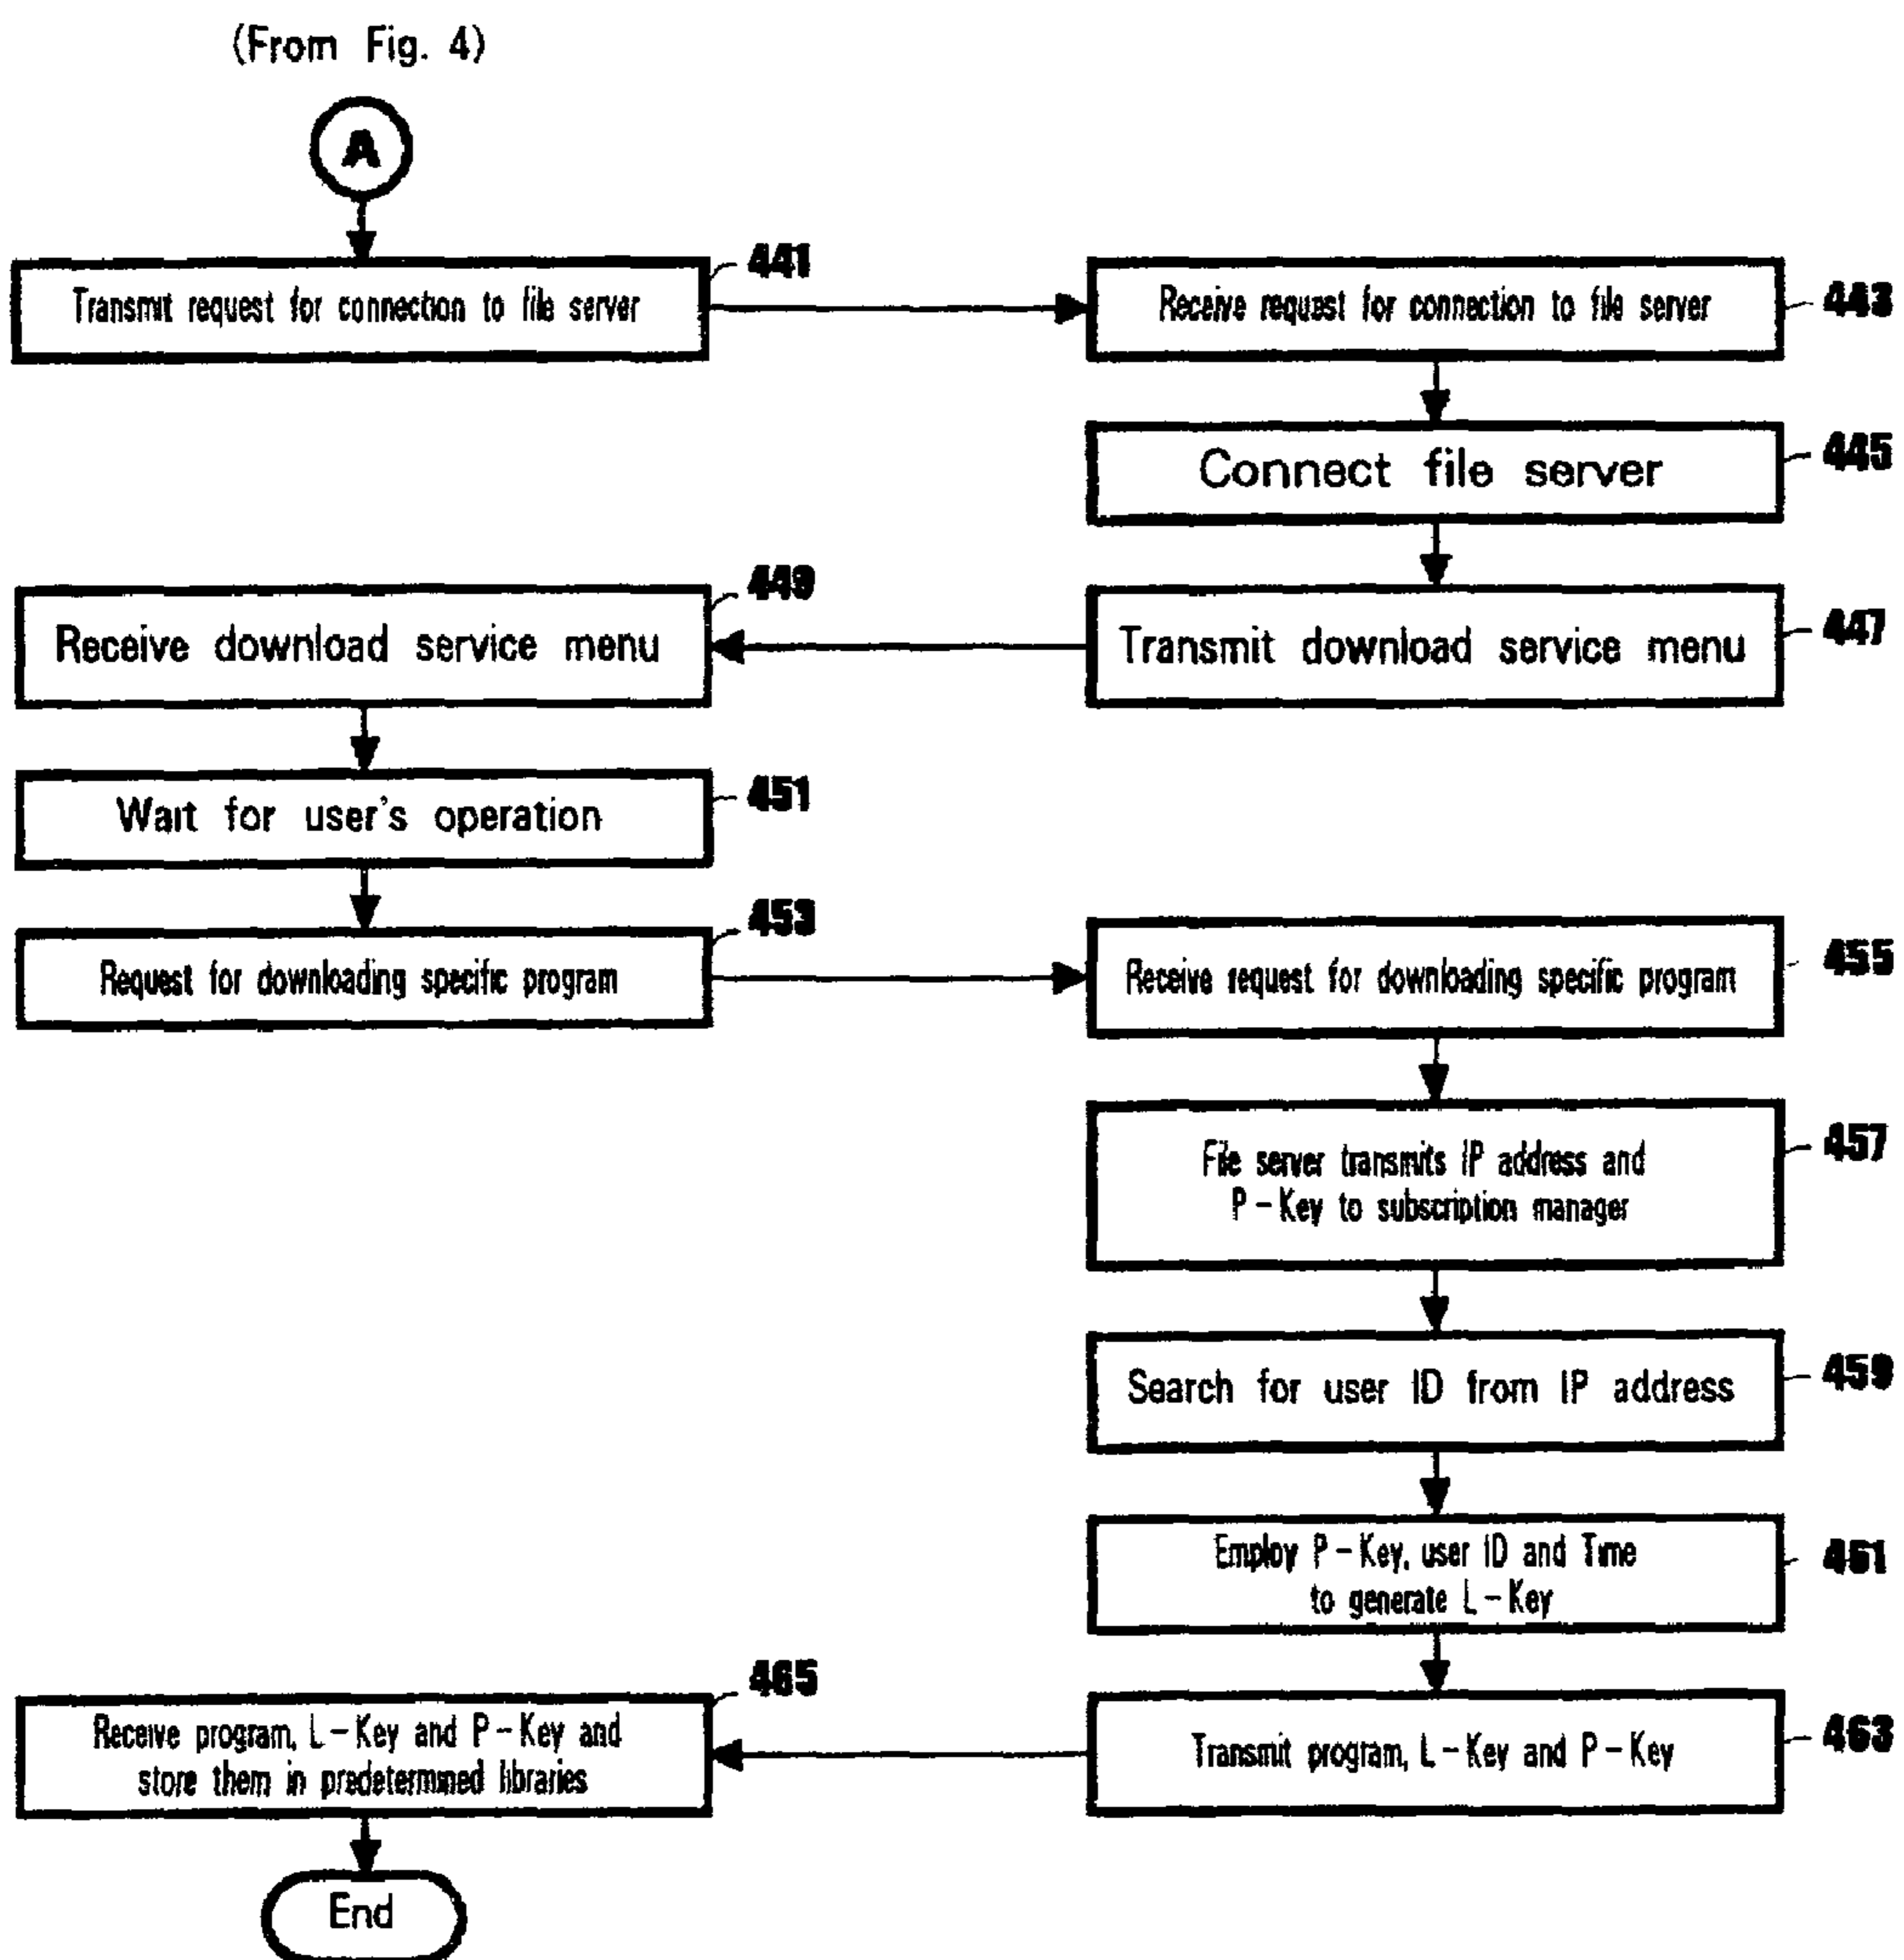 (From Fig. 4)
A
441
Transmit request for connection to file server
Receive request for connection to file server
443
Connect file server
445
449
Receive download service menu
Transmit download service menu
447
Wait for user's operation
451
453
Request for downloading specific program
Receive request for downloading specific program
455
File server transmits IP address and
P-Key to subscription manager
457
Search for user ID from IP address
459
Employ P-Key, user ID and Time
to generate L-Key
461
465
Receive program, L-Key and P-Key and
store them in predetermined libraries
Transmit program, L-Key and P-Key
463
End